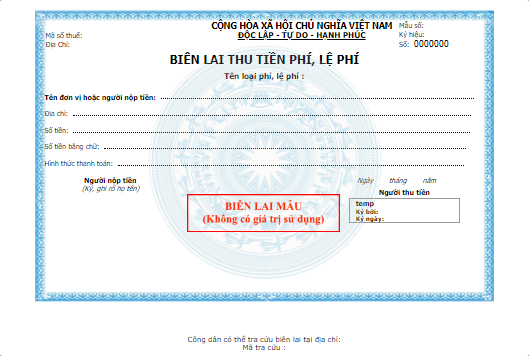 CỘNG HÒA XÃ HỘI CHỦ NGHĨA VIỆT NAM
Mẫu số:
Mã số thuế:
ĐỘC LẬP - TỰ DO - HẠNH PHÚC
Ký hiệu:
Địa Chỉ:
Số: 0000000
BIÊN LAI THU TIỀN PHÍ, LỆ PHÍ
Tên loại phí, lệ phí :
Tên đơn vị hoặc người nộp tiền:
Địa chỉ:
Số tiền:
Số tiền bằng chữ:
Hình thức thanh toán:
Người nộp tiền
(Ký, ghi rõ họ tên)
Ngày tháng năm
Người thu tiền
BIÊN LAI MẪU
(Không có giá trị sử dụng)
temp
Ký bởi:
Ký ngày:
Công dân có thể tra cứu biên lai tại địa chỉ:
Mã tra cứu :